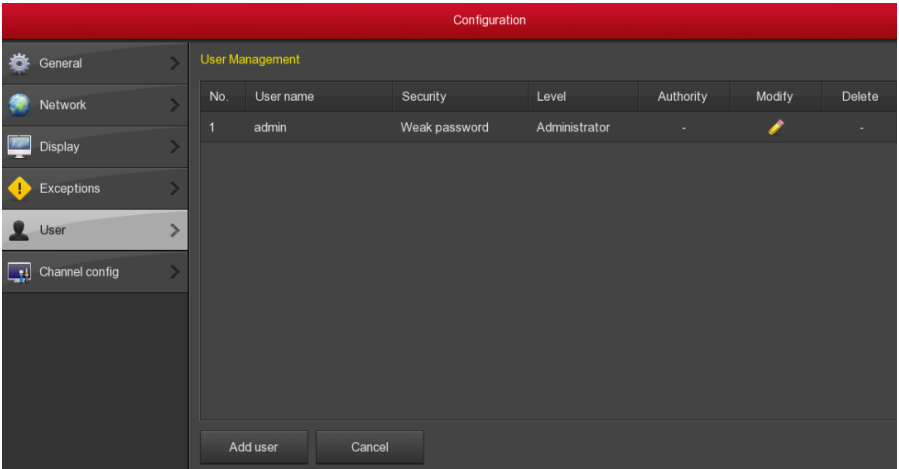 Configuration
General
Network
Display
Exceptions
User
Channel config
User Management
No. User name Security Level Authority Modify Delete
1 admin Weak password Administrator - -
Add user Cancel